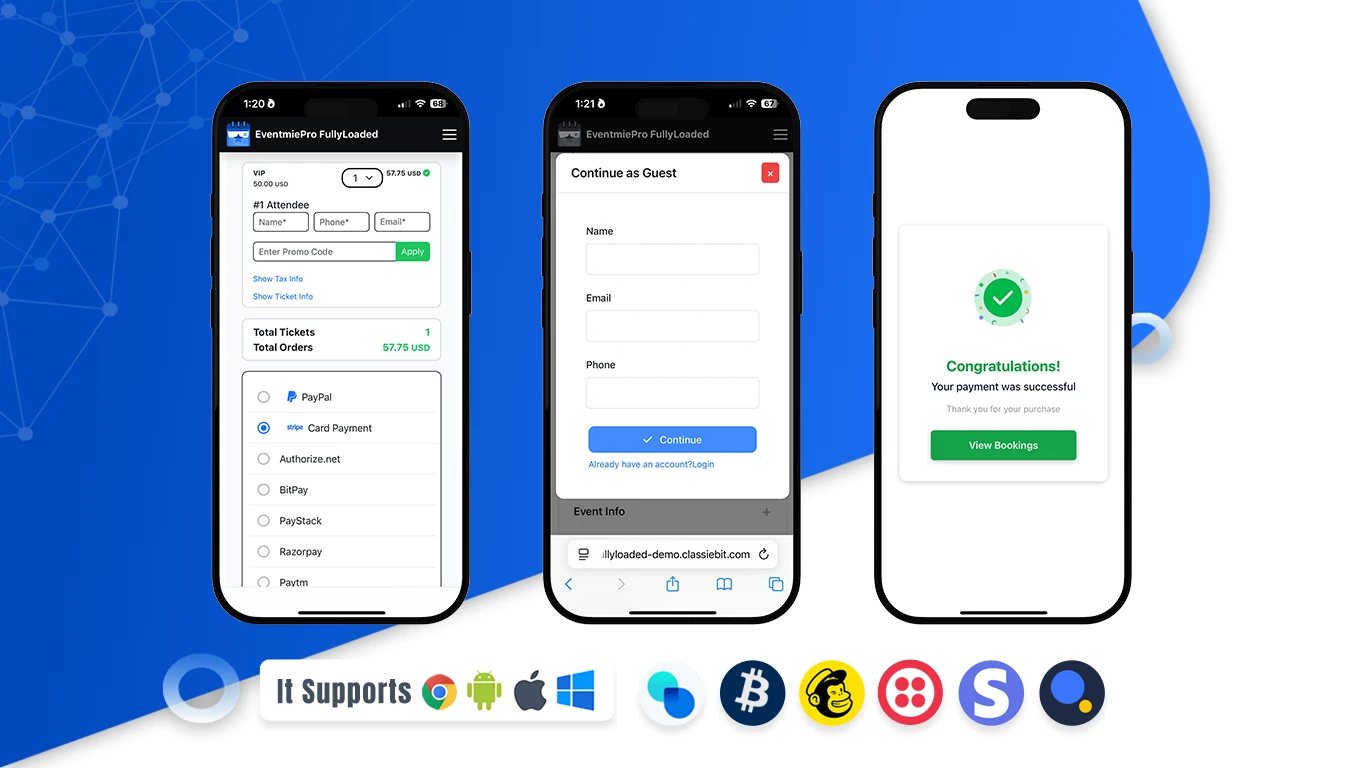 1:20 68
EventmiePro FullyLoaded
VIP
50.00 USD
1
57.75 USD
#1 Attendee
Name* Phone* Email*
Enter Promo Code Apply
Show Tax Info
Show Ticket Info
Total Tickets 1
Total Orders 57.75 USD
PayPal
stripe Card Payment
Authorize.net
BitPay
PayStack
Razorpay
Paytm
1:21 67
EventmiePro FullyLoaded
Continue as Guest x
Name
Email
Phone
Continue
Already have an account?Login
Event Info +
llyloaded-demo.classiebit.com
Congratulations!
Your payment was successful
Thank you for your purchase
View Bookings
It Supports
S